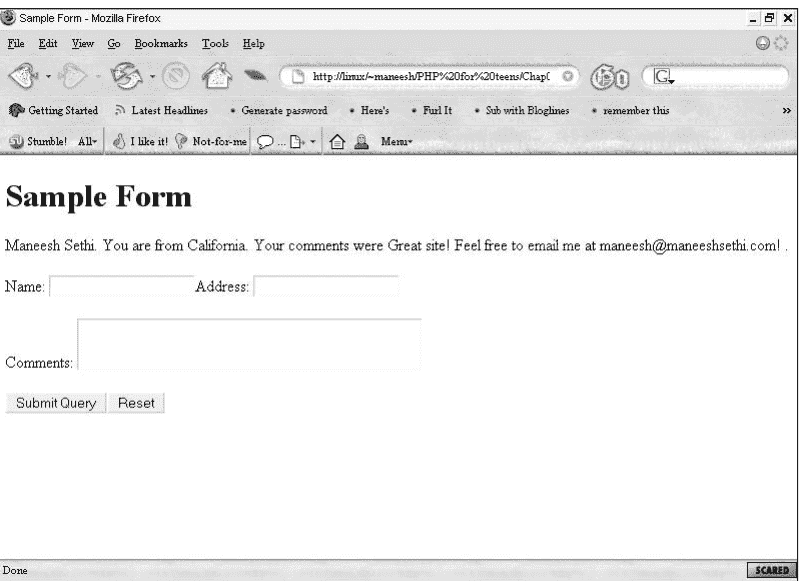 Sample Form - Mozilla Firefox
File Edit View Go Bookmarks Tools Help
http://linux/~maneesh/PHP%20for%20teens/Chap( G
Getting Started Latest Headlines Generate password Here's Furl It Sub with Bloglines remember this »
Stumble! All I like it! Not-for-me ... Menu
Sample Form
Maneesh Sethi. You are from California. Your comments were Great site! Feel free to email me at maneesh@maneeshsethi.com! .
Name: Address:
Comments:
Submit Query Reset
Done SCARED